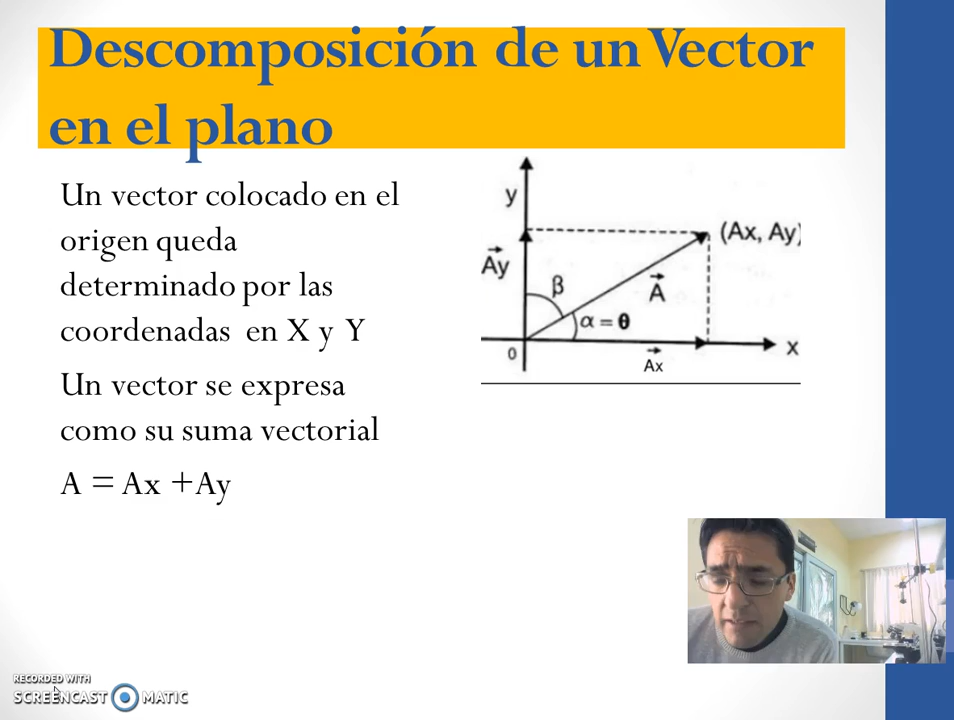 Descomposición de un Vector
en el plano
Un vector colocado en el
origen queda
determinado por las
coordenadas en X y Y
Un vector se expresa
como su suma vectorial
A = Ax +Ay
y
(Ax, Ay)
Ay
β
A
α = θ
0
x
Ax
RECORDED WITH
SCREENCAST MATIC